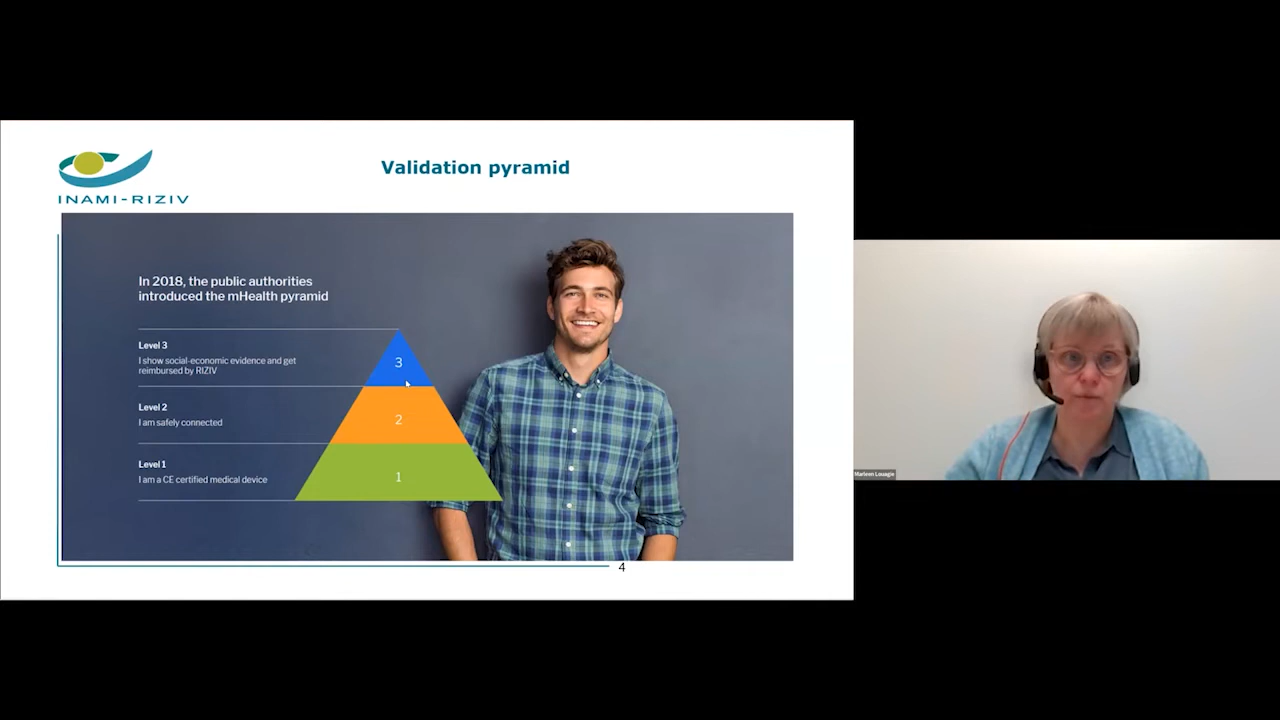 Validation pyramid
INAMI-RIZIV
In 2018, the public authorities
introduced the mHealth pyramid
Level 3
I show social-economic evidence and get
reimbursed by RIZIV
3
Level 2
I am safely connected
2
Level 1
I am a CE certified medical device
1
4
Marleen Louagie